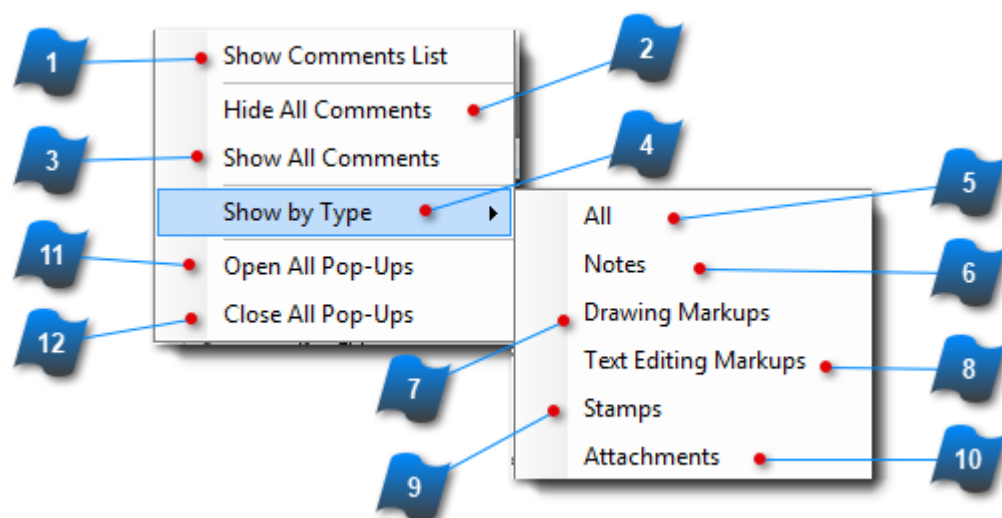 1
Show Comments List
2
Hide All Comments
3
Show All Comments
4
Show by Type
5
All
11
Open All Pop-Ups
Notes
6
12
Close All Pop-Ups
Drawing Markups
7
Text Editing Markups
8
9
Stamps
Attachments
10